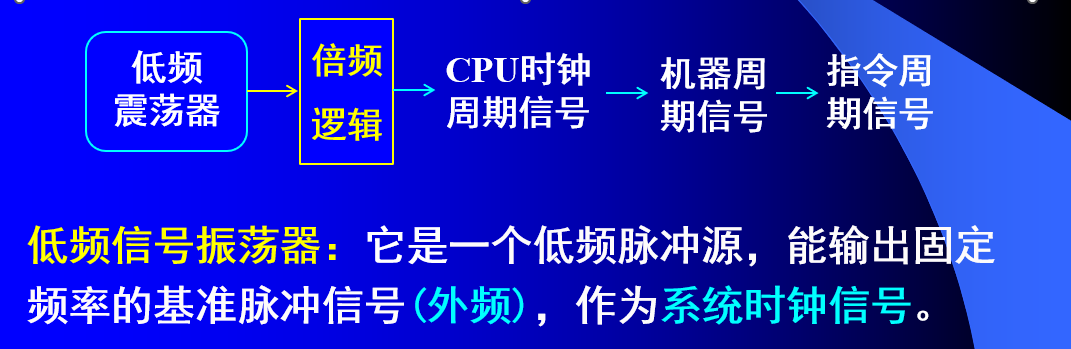 低频
震荡器
倍频
逻辑
CPU时钟
周期信号
机器周
期信号
指令周
期信号
低频信号振荡器：它是一个低频脉冲源，能输出固定
频率的基准脉冲信号(外频)，作为系统时钟信号。